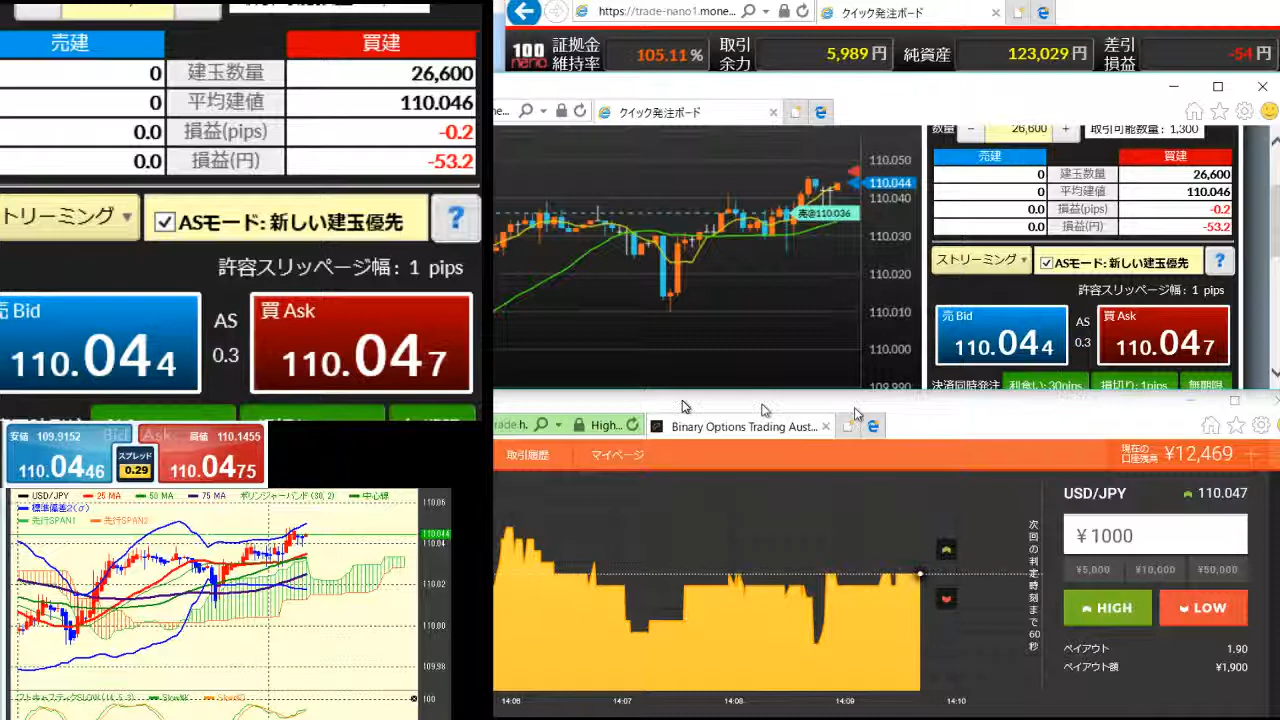 売建 買建
0 建玉数量 26,600
0 平均建値 110.046
0.0 損益(pips) -0.2
0.0 損益(円) -53.2
トリーミング ▼ ASモード: 新しい建玉優先 ?
許容スリッページ幅: 1 pips
Bid AS 買 Ask
110.044 0.3 110.047
安値 109.9152 Bid Ask 高値 110.1455
110.0446 スプレッド 0.29 110.0475
USD/JPY 25 MA 50 MA 75 MA ボリンジャーバンド(30, 2) 中心線
標準偏差2(σ)
先行SPAN1 先行SPAN2
110.06
110.044
110.04
110.02
110.00
109.98
100
https://trade-nano1.mone... クイック発注ボード
100 nano 証拠金維持率 105.11 % 取引余力 5,989 円 純資産 123,029 円 差引損益 -54 円
ne... クイック発注ボード
110.050
110.044
110.040
売@110.036
110.030
110.020
110.010
110.000
109.990
数量 − 26,600 + 取引可能数量: 1,300
売建 買建
0 建玉数量 26,600
0 平均建値 110.046
0.0 損益(pips) -0.2
0.0 損益(円) -53.2
ストリーミング ▼ ASモード: 新しい建玉優先 ?
許容スリッページ幅: 1 pips
売 Bid AS 買 Ask
110.044 0.3 110.047
決済同時発注 利食い: 30pips 損切り: 1pips 無期限
rade.h. High... Binary Options Trading Aust...
取引履歴 マイページ 現在の口座残高 ¥12,469
USD/JPY 110.047
¥ 1000
¥5,000 ¥10,000 ¥50,000
HIGH LOW
ペイアウト 1.90
ペイアウト額 ¥1,900
次回の判定時刻まで60秒
14:06 14:07 14:08 14:09 14:10